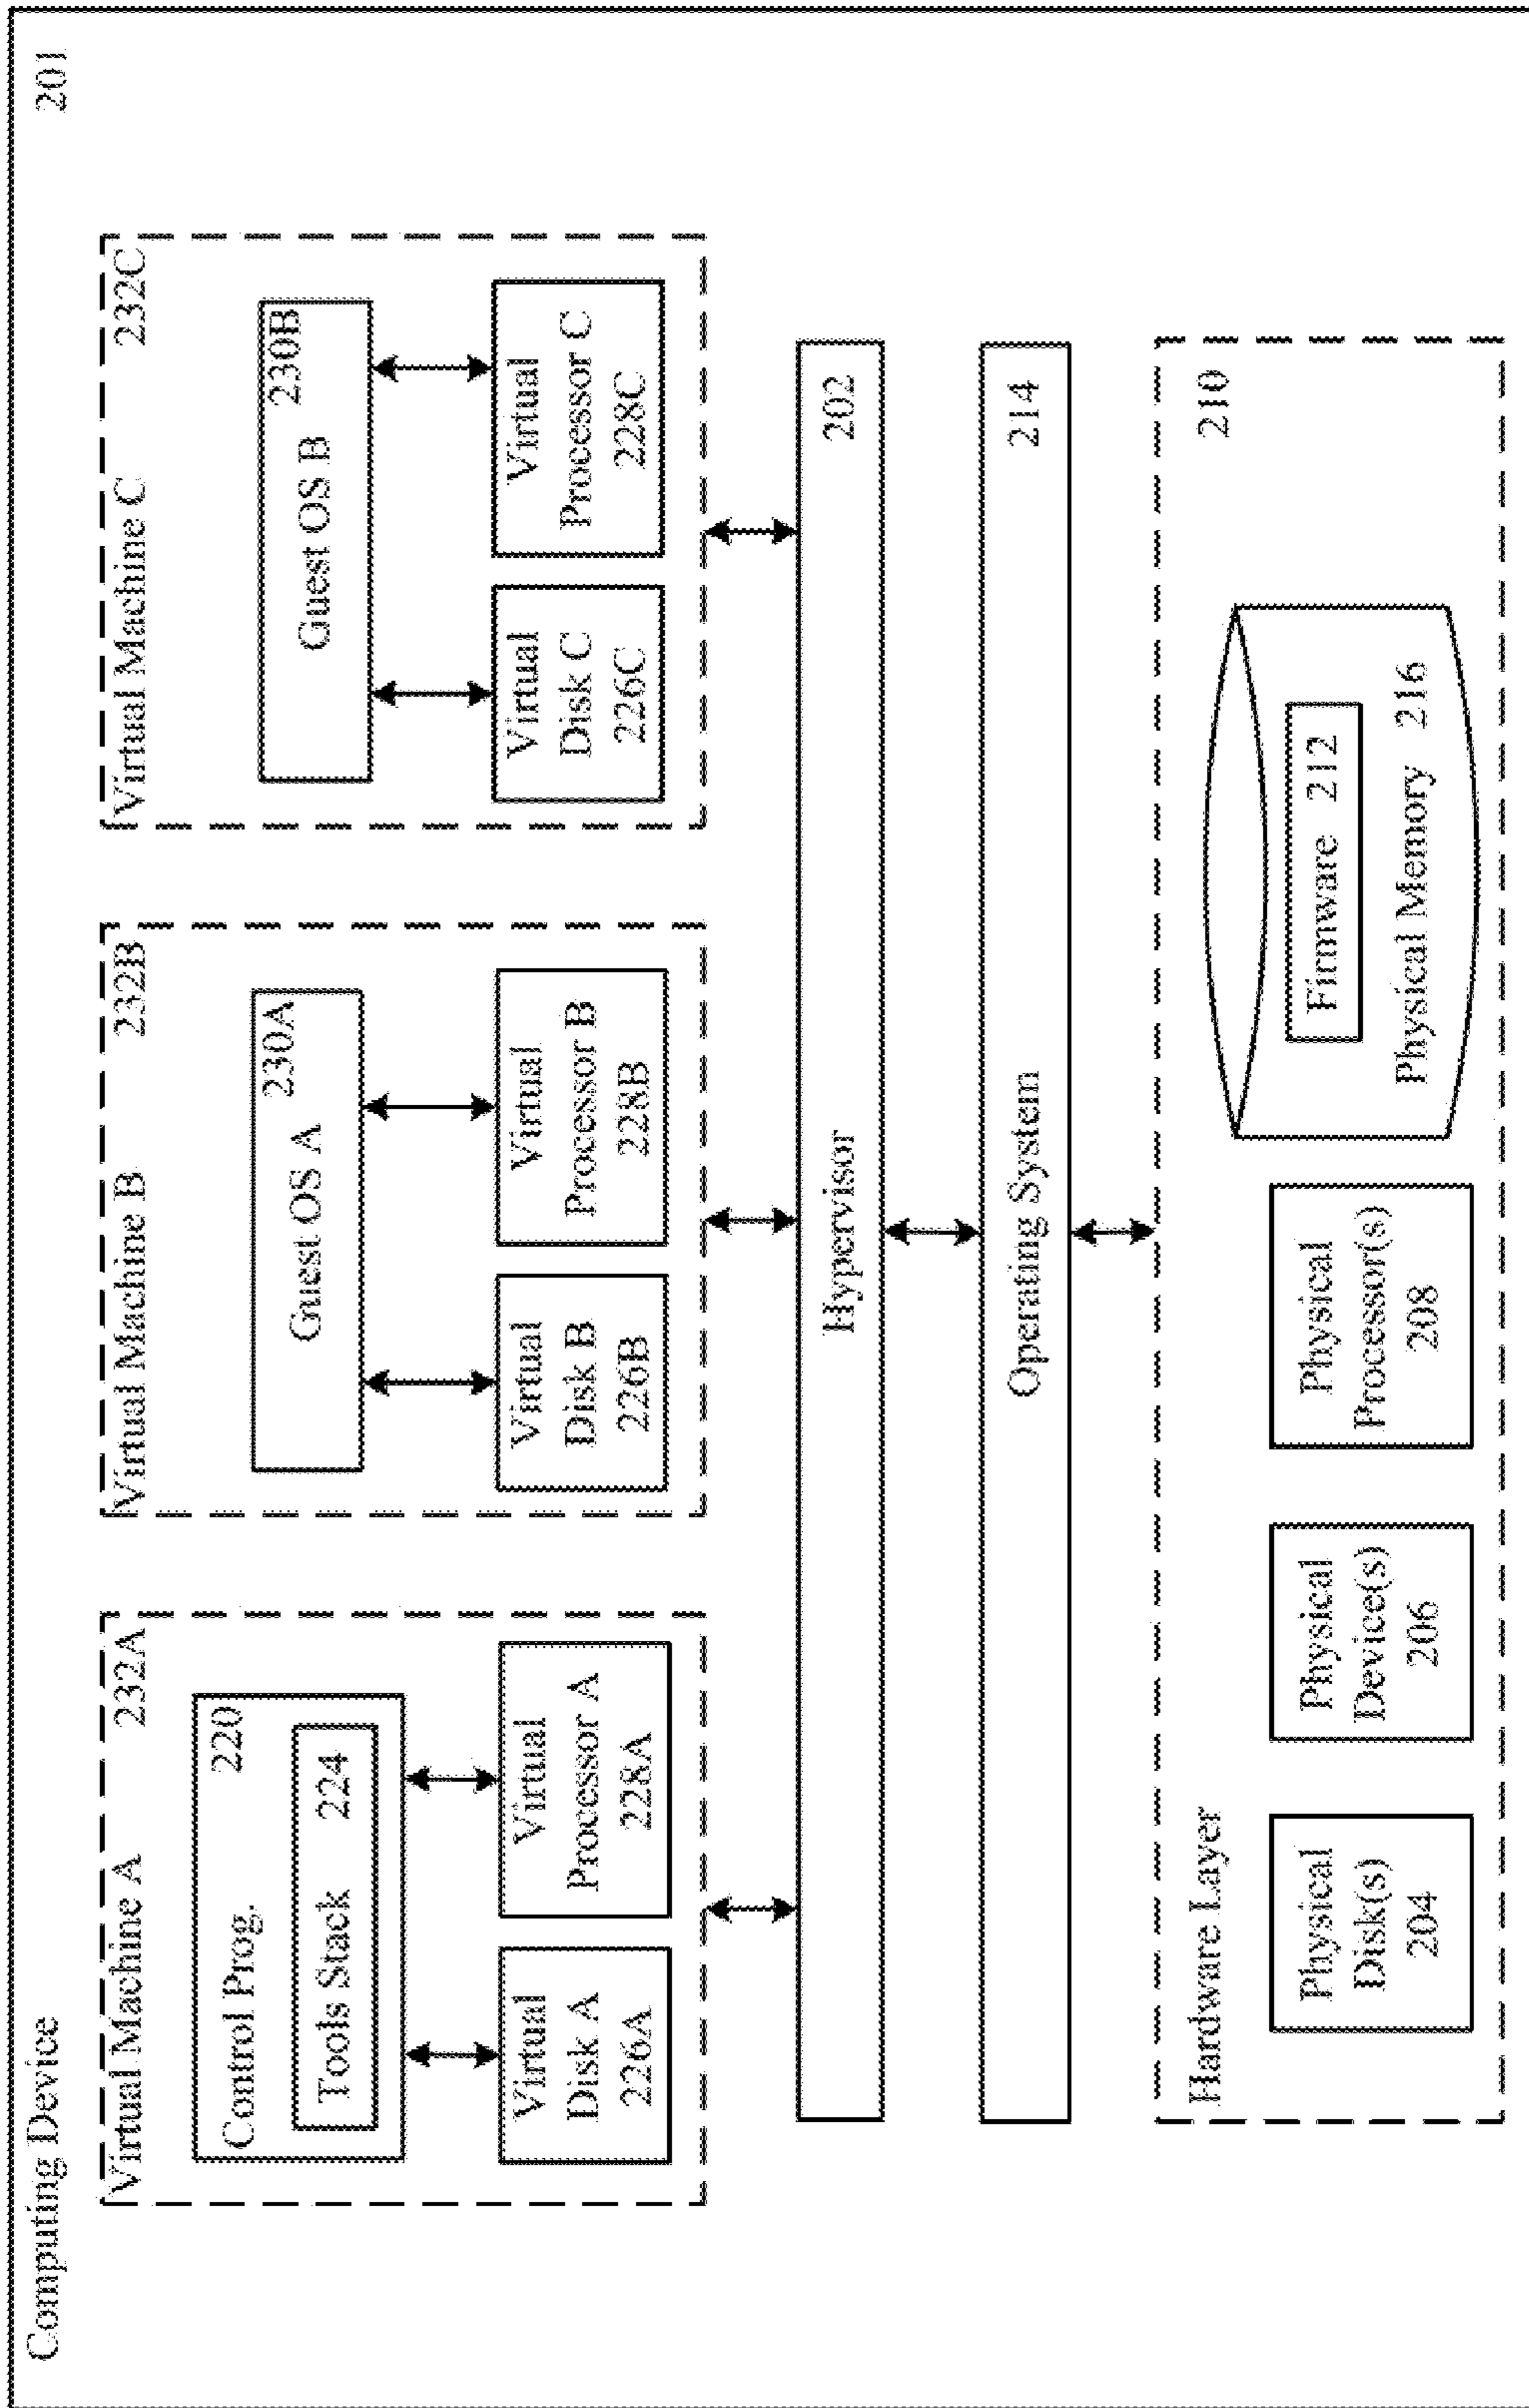 Computing Device 201
Virtual Machine A 232A
Control Prog. 220
Tools Stack 224
Virtual
Disk A
226A
Virtual
Processor A
228A
Virtual Machine B 232B
230A
Guest OS A
Virtual
Disk B
226B
Virtual
Processor B
228B
Virtual Machine C 232C
230B
Guest OS B
Virtual
Disk C
226C
Virtual
Processor C
228C
Hypervisor 202
Operating System 214
Hardware Layer 210
Physical
Disk(s)
204
Physical
Device(s)
206
Physical
Processor(s)
208
Firmware 212
Physical Memory 216